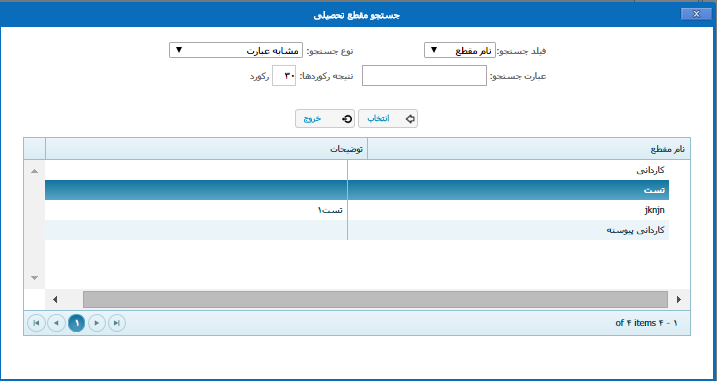 جستجو مقطع تحصیلی
x
فیلد جستجو: نام مقطع نوع جستجو: مشابه عبارت
عبارت جستجو: نتیجه رکوردها: ۳۰ رکورد
انتخاب خروج
نام مقطع توضیحات
کاردانی
تست
jknjn تست۱
کاردانی پیوسته
۱ - ۴ of ۴ items
۱